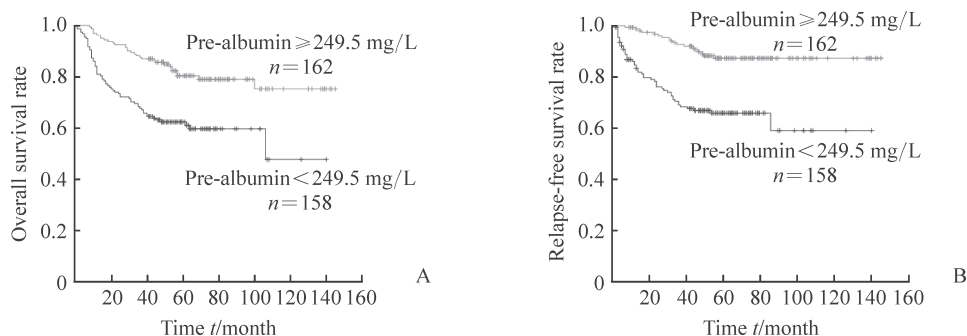 1.0
0.8
0.6
0.4
0.2
0
Overall survival rate
Pre-albumin⩾249.5 mg/L
n=162
Pre-albumin<249.5 mg/L
n=158
20 40 60 80 100 120 140 160
Time t/month
A
1.0
0.8
0.6
0.4
0.2
0
Relapse-free survival rate
Pre-albumin⩾249.5 mg/L
n=162
Pre-albumin<249.5 mg/L
n=158
20 40 60 80 100 120 140 160
Time t/month
B